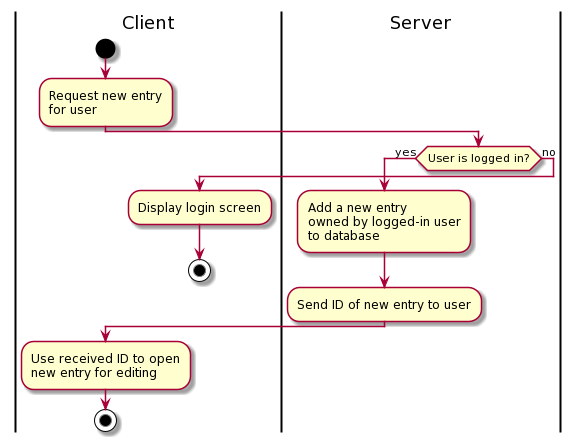 Client
Server
Request new entry
for user
yes
User is logged in?
no
Display login screen
Add a new entry
owned by logged-in user
to database
Send ID of new entry to user
Use received ID to open
new entry for editing